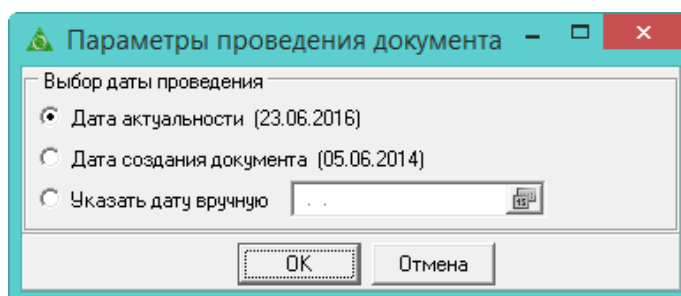 Параметры проведения документа
Выбор даты проведения
Дата актуальности (23.06.2016)
Дата создания документа (05.06.2014)
Указать дату вручную . .
15
OK Отмена